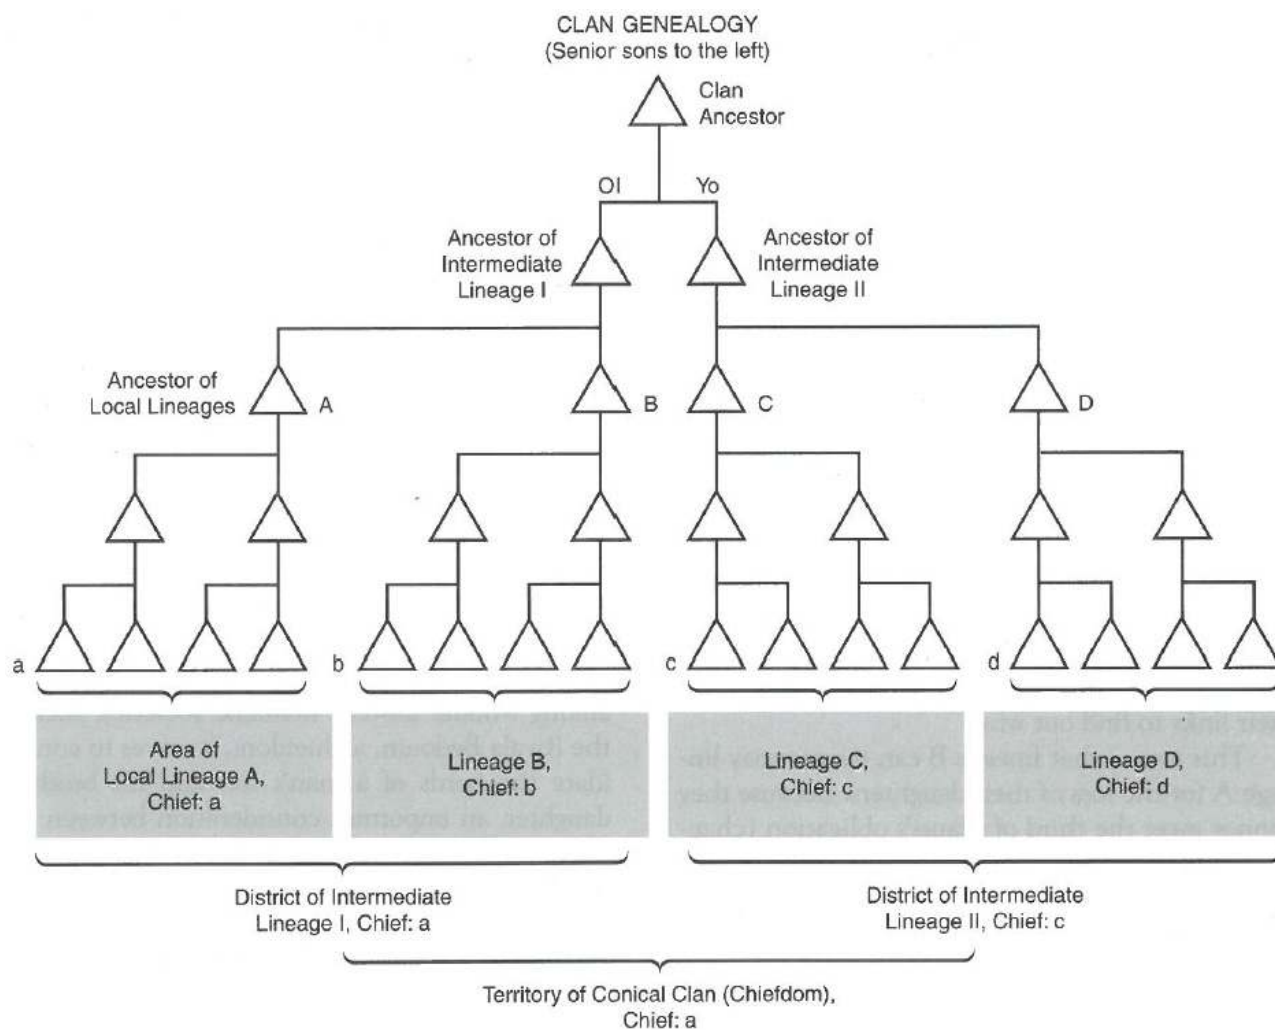 CLAN GENEALOGY
(Senior sons to the left)
Clan
Ancestor
Ol
Yo
Ancestor of
Intermediate
Lineage I
Ancestor of
Intermediate
Lineage II
Ancestor of
Local Lineages
A
B
C
D
a
b
c
d
Area of
Local Lineage A,
Chief: a
Lineage B,
Chief: b
Lineage C,
Chief: c
Lineage D,
Chief: d
District of Intermediate
Lineage I, Chief: a
District of Intermediate
Lineage II, Chief: c
Territory of Conical Clan (Chiefdom),
Chief: a